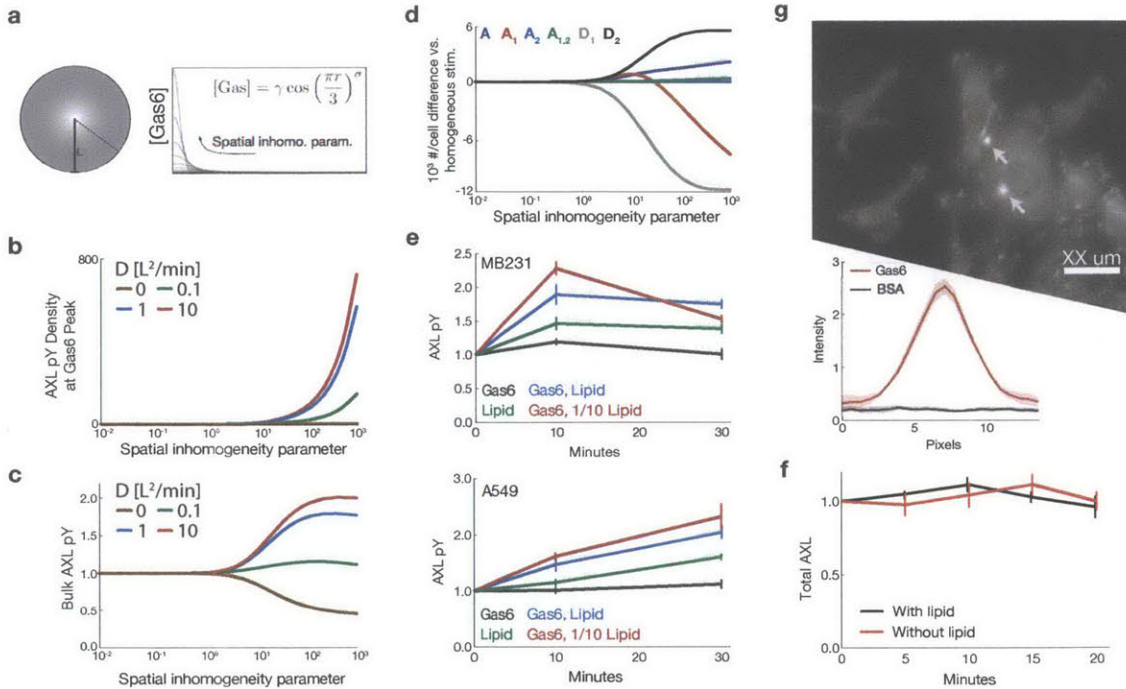 a
[Gas6]
[Gas] = γ cos (πr/3)^σ
Spatial inhomo. param.
L
b
AXL pY Density
at Gas6 Peak
800
0
D [L²/min]
0 0.1
1 10
10⁻² 10⁻¹ 10⁰ 10¹ 10² 10³
Spatial inhomogeneity parameter
c
Bulk AXL pY
D [L²/min]
0 0.1
1 10
2.0
1.5
1.0
0.5
0.0
10⁻² 10⁻¹ 10⁰ 10¹ 10² 10³
Spatial inhomogeneity parameter
d
10³ #/cell difference vs.
homogeneous stim.
6
0
-6
-12
A A₁ A₂ A₁,₂ D₁ D₂
10⁻² 10⁻¹ 10⁰ 10¹ 10² 10³
Spatial inhomogeneity parameter
e
MB231
AXL pY
2.5
2.0
1.5
1.0
0.5
0.0
Gas6 Gas6, Lipid
Lipid Gas6, 1/10 Lipid
0 10 20 30
Minutes
A549
AXL pY
3.0
2.5
2.0
1.5
1.0
0.5
0.0
Gas6 Gas6, Lipid
Lipid Gas6, 1/10 Lipid
0 10 20 30
Minutes
g
XX um
Gas6
BSA
Intensity
3
2
1
0
0 5 10
Pixels
f
Total AXL
1.0
0.5
0.0
With lipid
Without lipid
0 5 10 15 20
Minutes